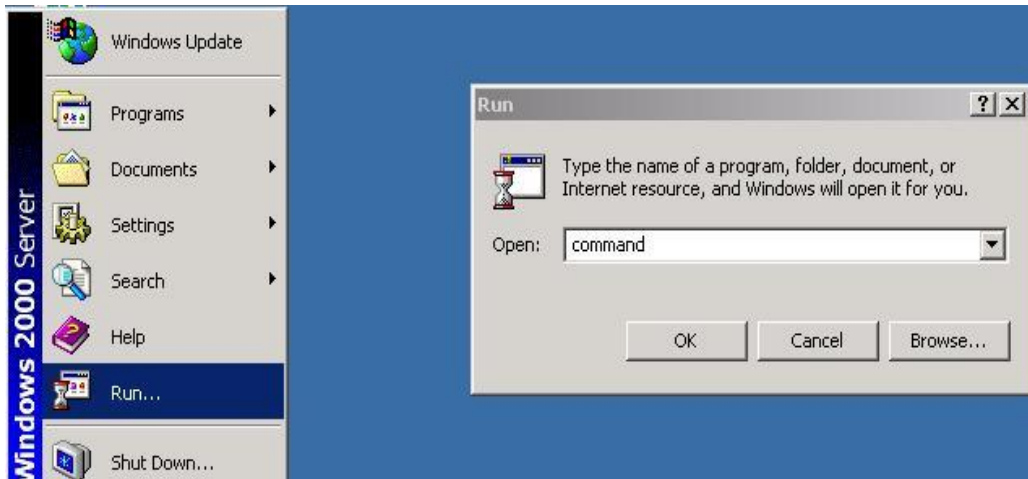 Windows Update
Programs
Documents
Settings
Search
Help
Run...
Shut Down...
Windows 2000 Server
Run
Type the name of a program, folder, document, or
Internet resource, and Windows will open it for you.
Open: command
OK Cancel Browse...